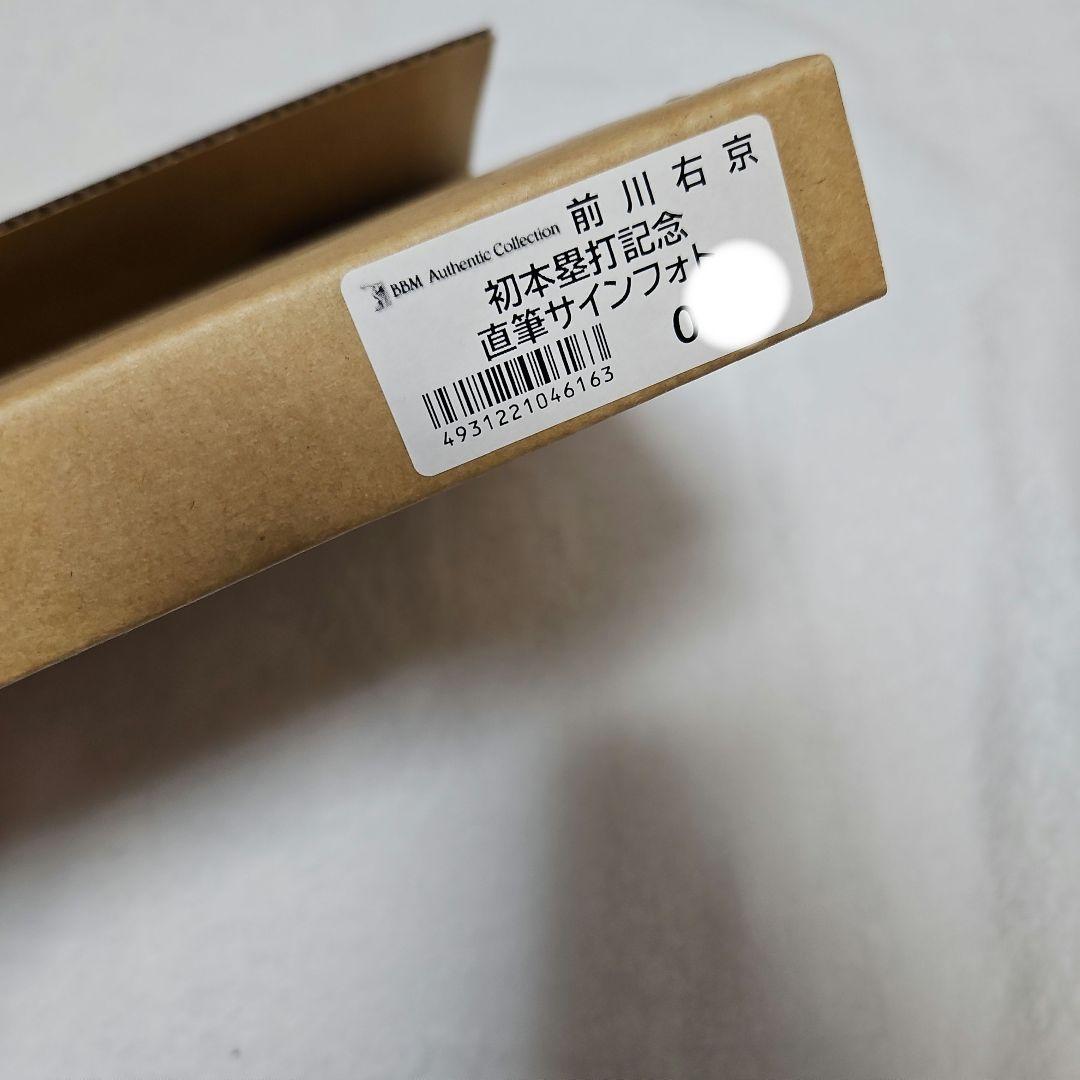 BBM Authentic Collection 前川右京
初本塁打記念
直筆サインフォト
0
4931221046163